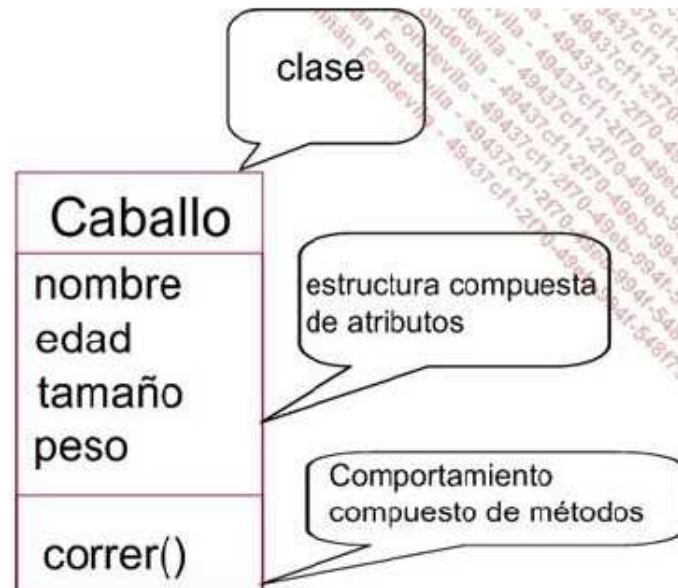 clase
Caballo
nombre
edad
tamaño
peso
estructura compuesta
de atributos
Comportamiento
compuesto de métodos
correr()